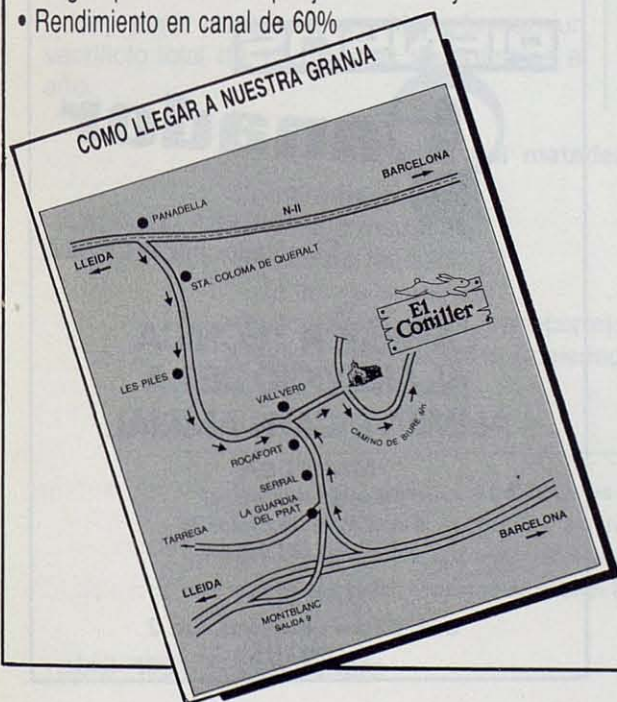 • Rendimiento en canal de 60%
COMO LLEGAR A NUESTRA GRANJA
BARCELONA
N-II
PANADELLA
LLEIDA
STA. COLOMA DE QUERALT
El
Coniller
LES PILES
VALLVERD
CAMINO DE BIURE s/n
ROCAFORT
SERRAL
LA GUARDIA
DEL PRAT
TARREGA
BARCELONA
LLEIDA
MONTBLANC
SALIDA 9